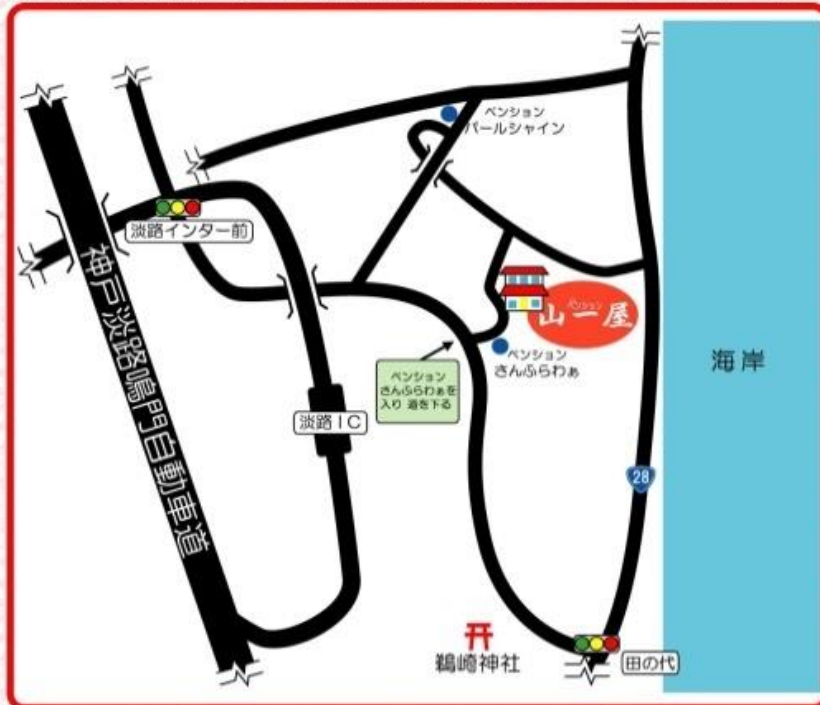 ペンション
パールシャイン
淡路インター前
神戸淡路鳴門自動車道
ペンション
山一屋
海岸
ペンション
さんふらわぁ
ペンション
さんふらわぁを
入り 道を下る
淡路IC
28
鵜崎神社
田の代